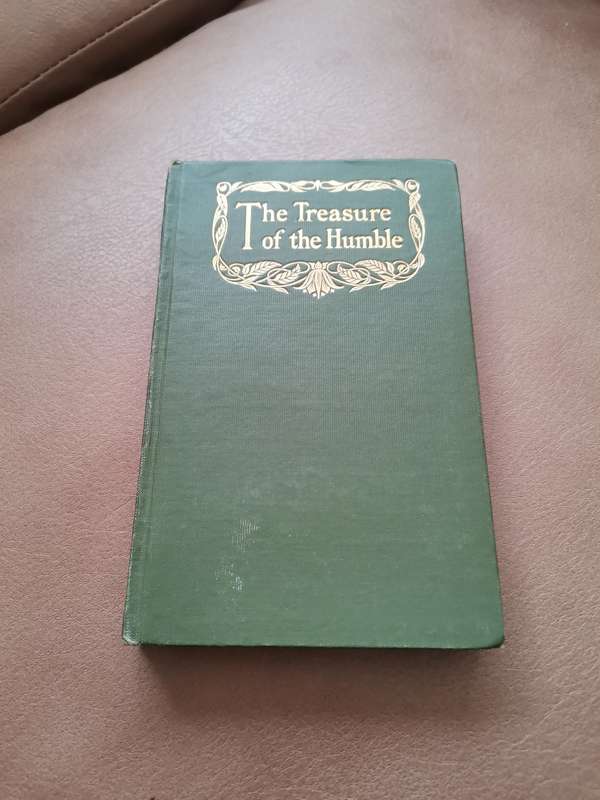 The Treasure
of the Humble